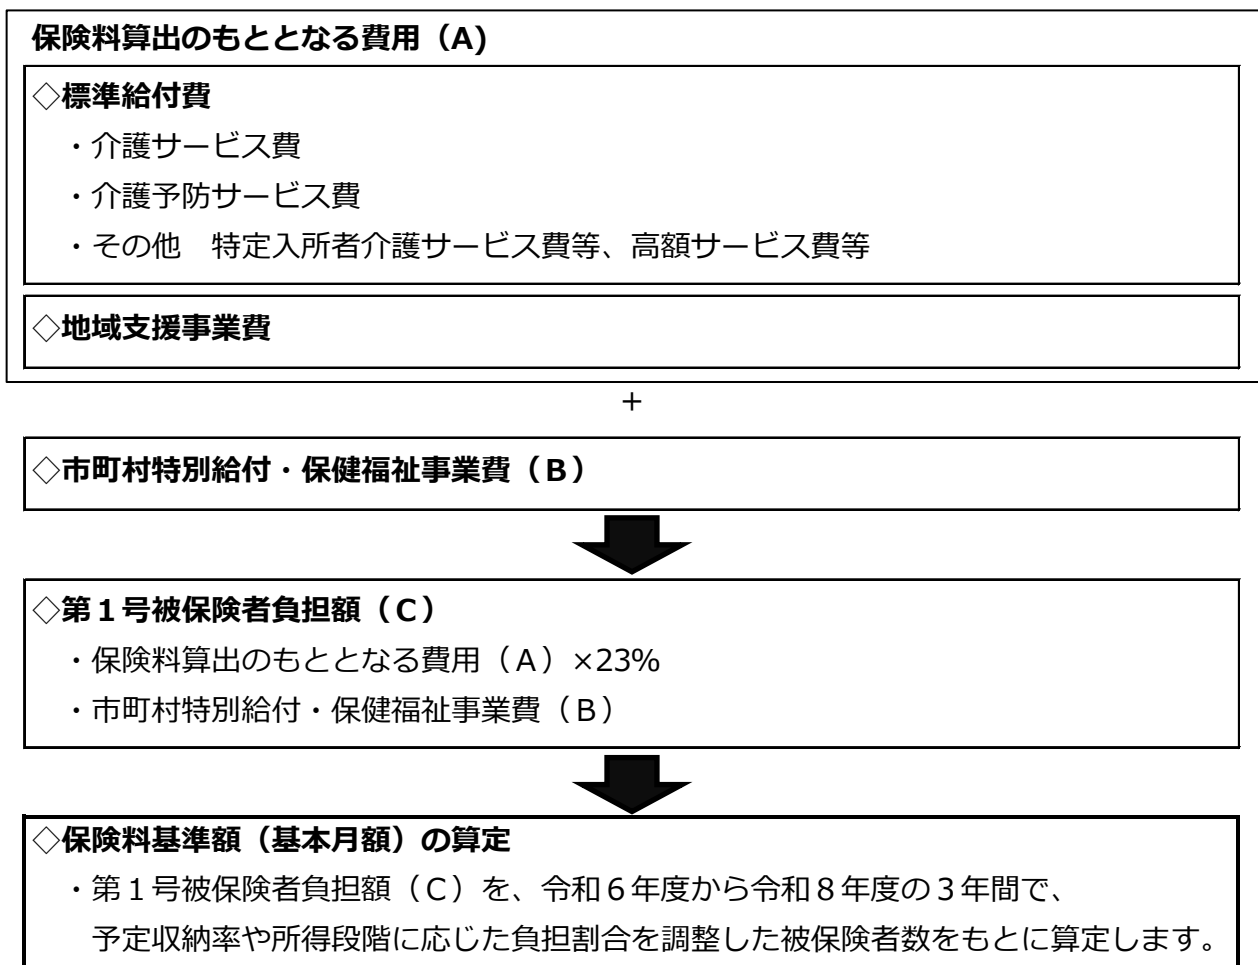 保険料算出のもととなる費用（A)
◇標準給付費
・介護サービス費
・介護予防サービス費
・その他　特定入所者介護サービス費等、高額サービス費等
◇地域支援事業費
＋
◇市町村特別給付・保健福祉事業費（Ｂ）
◇第１号被保険者負担額（Ｃ）
・保険料算出のもととなる費用（Ａ）×23%
・市町村特別給付・保健福祉事業費（Ｂ）
◇保険料基準額（基本月額）の算定
・第１号被保険者負担額（Ｃ）を、令和６年度から令和８年度の３年間で、
予定収納率や所得段階に応じた負担割合を調整した被保険者数をもとに算定します。